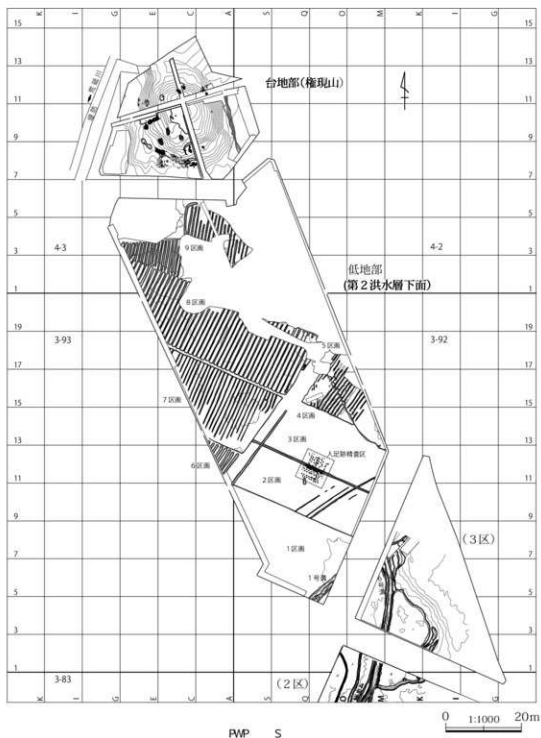 K I G E C A S Q O M K I G
15 15
13 13
台地部(権現山)
11 11
9 9
7 7
5 5
9区画
4-3 4-2
3 3
低地部
(第2洪水層下面)
1 1
8区画
19 19
3-93 3-92
5区画
17 17
7区画
15 15
4区画
3区画
13 13
人足跡精査区
6区画
2区画
11 11
9 9
1区画
(3区)
7 7
1号溝
5 5
3 3
1 1
3-83
(2区)
K I G E C A S Q O M K I G
0 1:1000 20m
PWP S